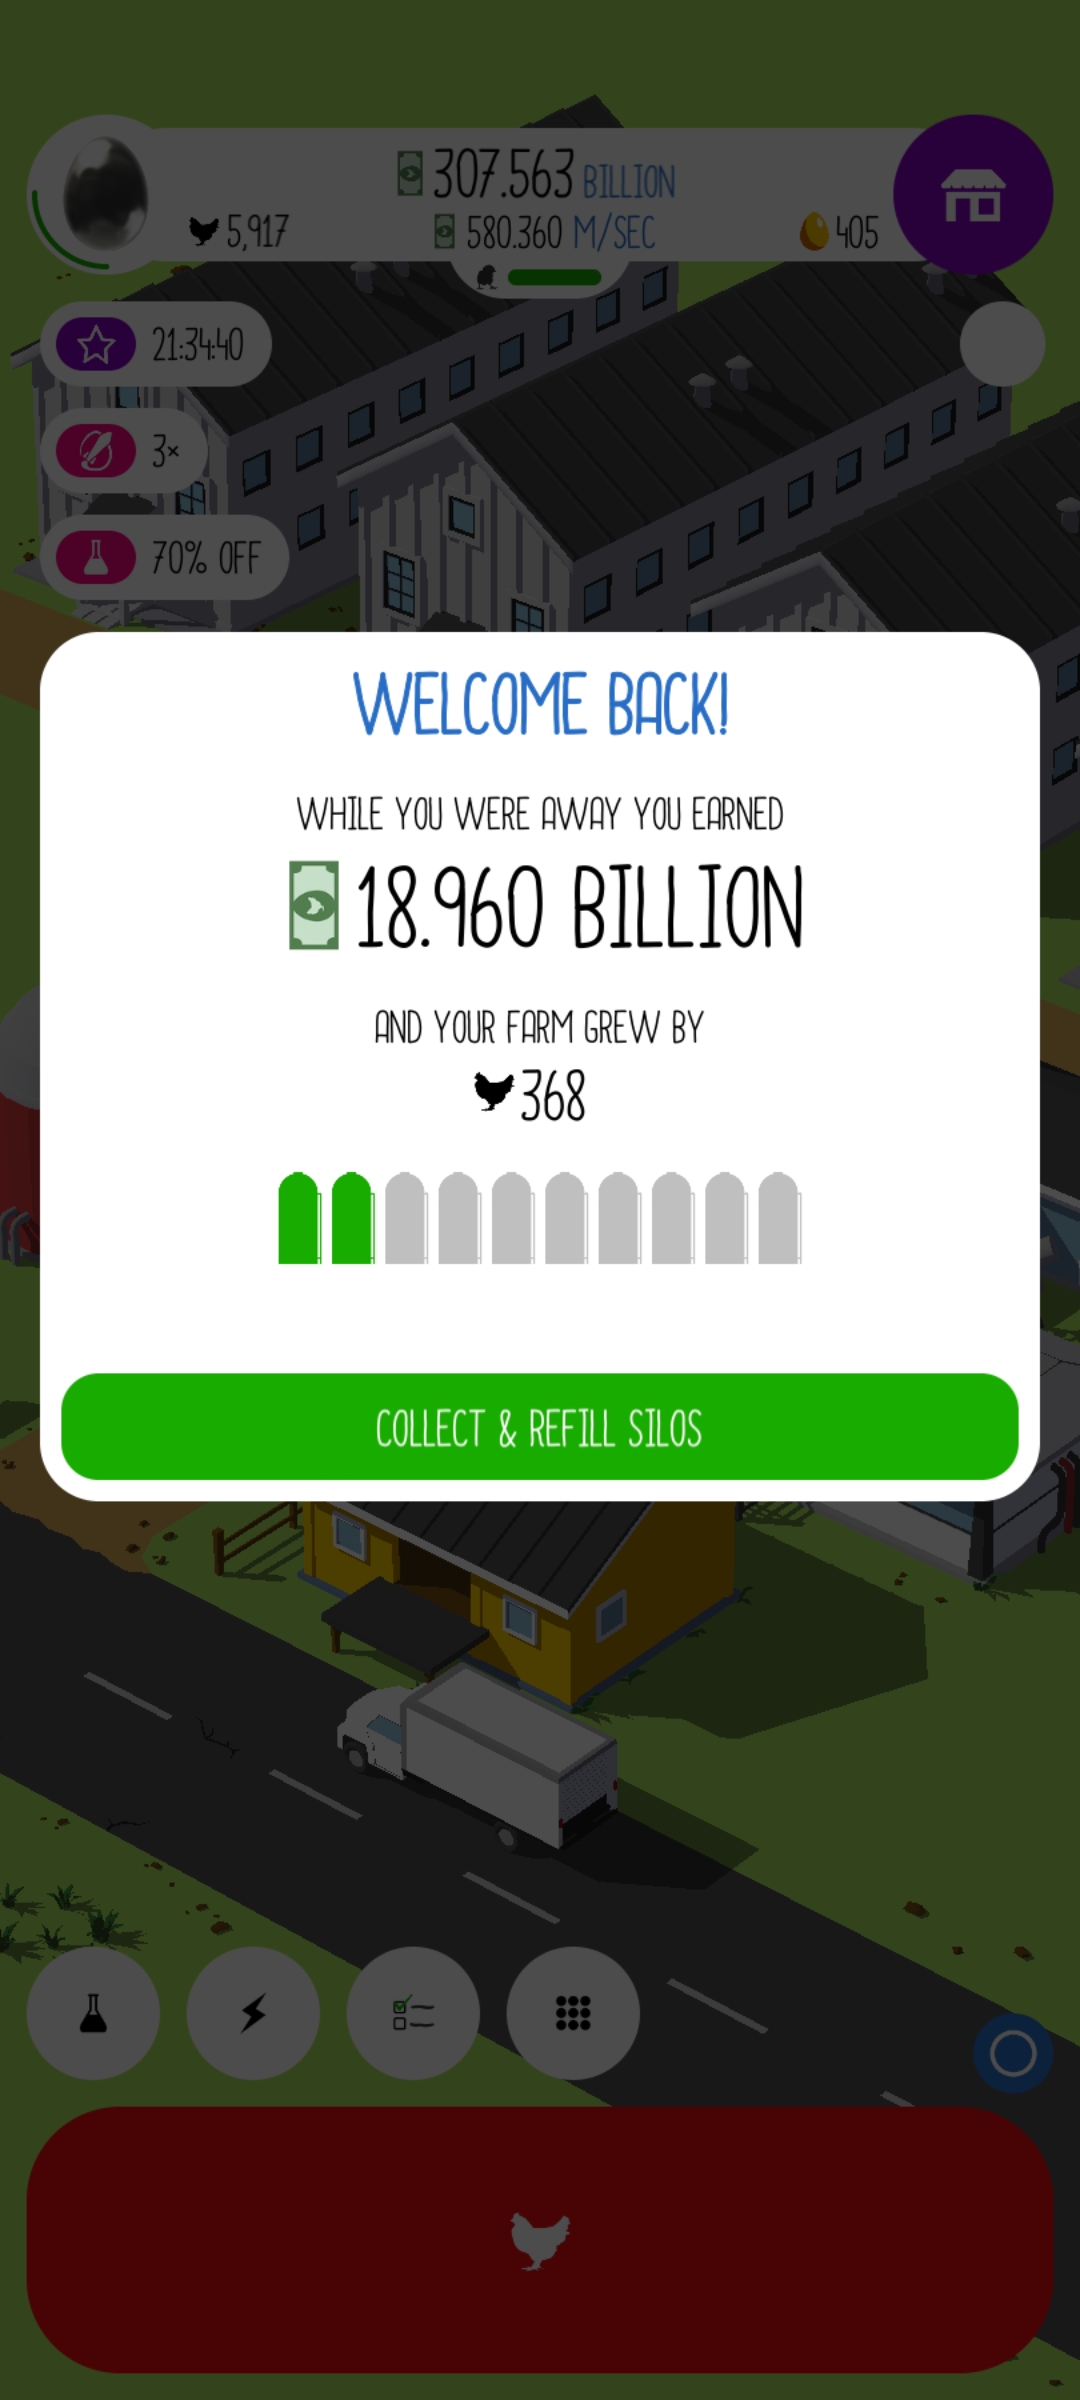 307.563 BILLION
5,917
580.360 M/SEC
405
21:34:40
3×
70% OFF
WELCOME BACK!
WHILE YOU WERE AWAY YOU EARNED
18.960 BILLION
AND YOUR FARM GREW BY
368
COLLECT & REFILL SILOS